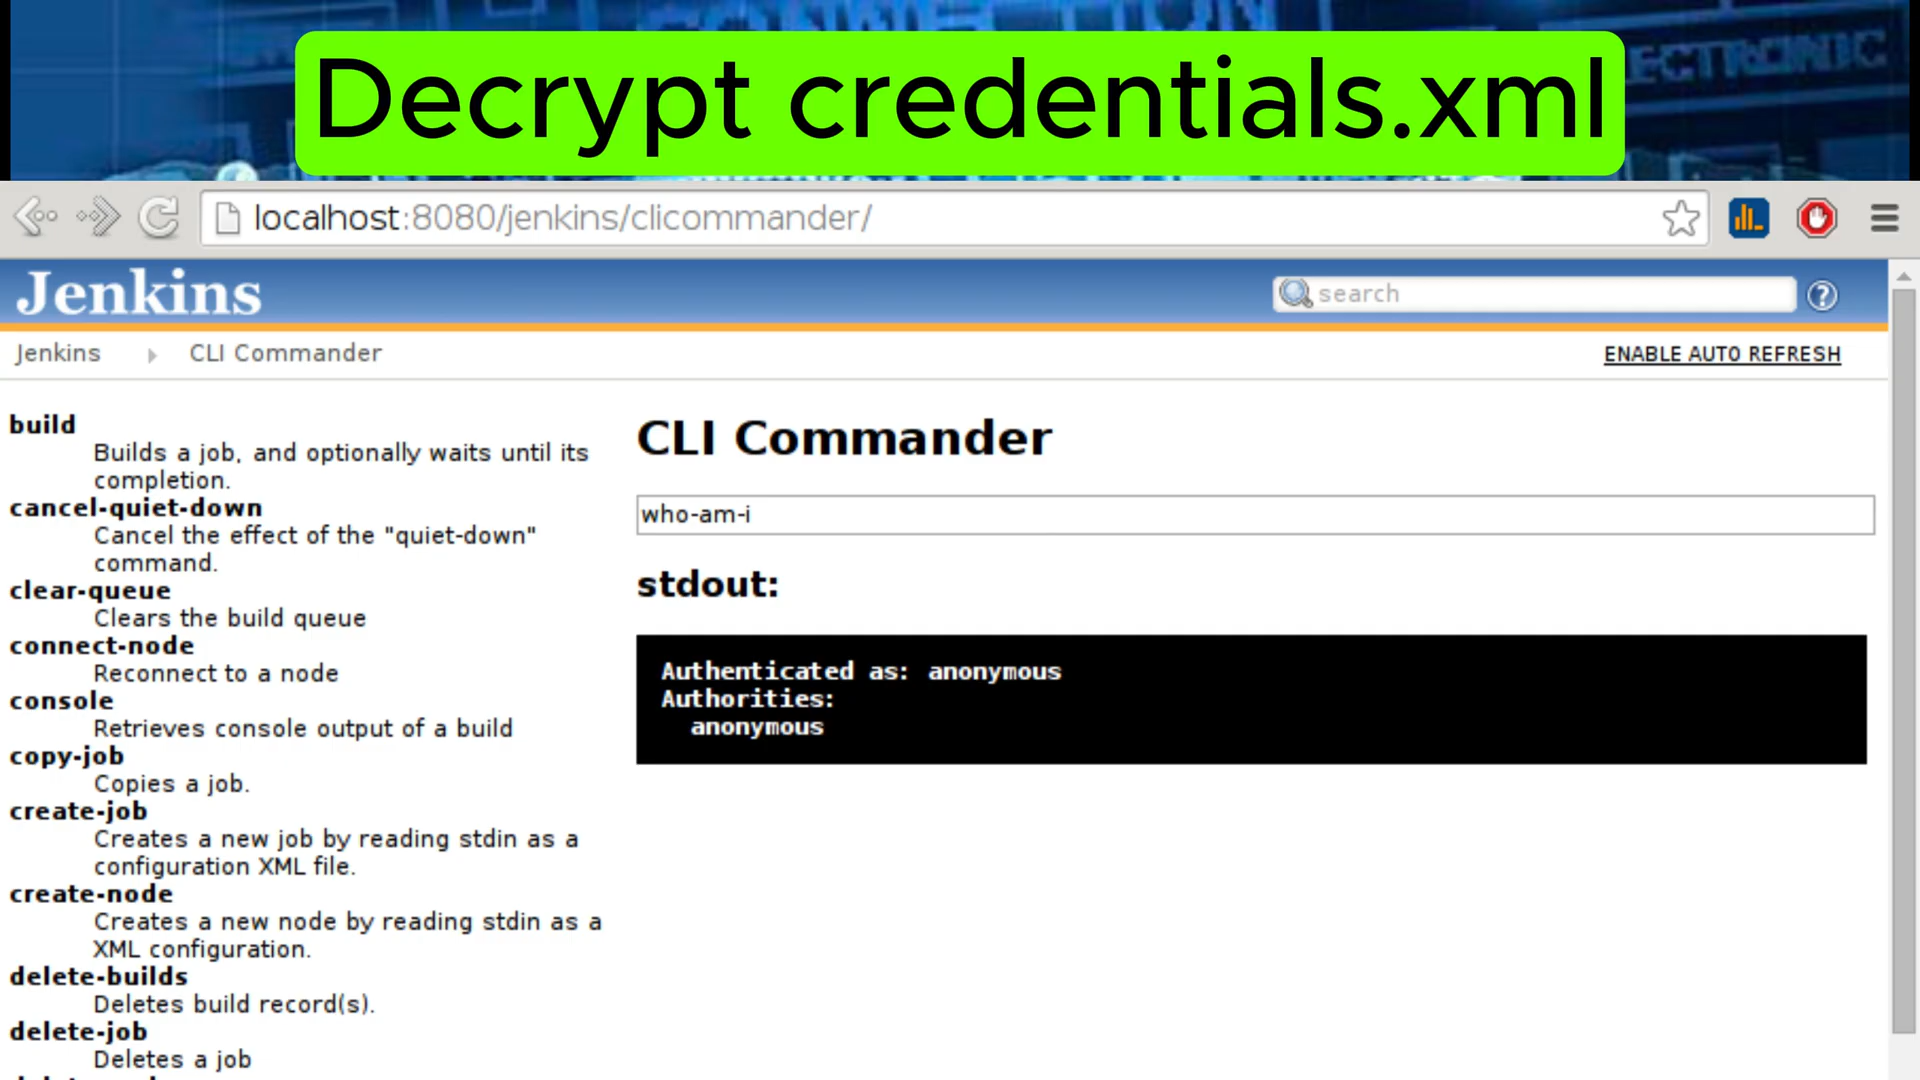 Decrypt credentials.xml
localhost:8080/jenkins/clicommander/
Jenkins
search
Jenkins
CLI Commander
ENABLE AUTO REFRESH
build
Builds a job, and optionally waits until its
completion.
cancel-quiet-down
Cancel the effect of the "quiet-down"
command.
clear-queue
Clears the build queue
connect-node
Reconnect to a node
console
Retrieves console output of a build
copy-job
Copies a job.
create-job
Creates a new job by reading stdin as a
configuration XML file.
create-node
Creates a new node by reading stdin as a
XML configuration.
delete-builds
Deletes build record(s).
delete-job
Deletes a job
CLI Commander
who-am-i
stdout:
Authenticated as: anonymous
Authorities:
anonymous